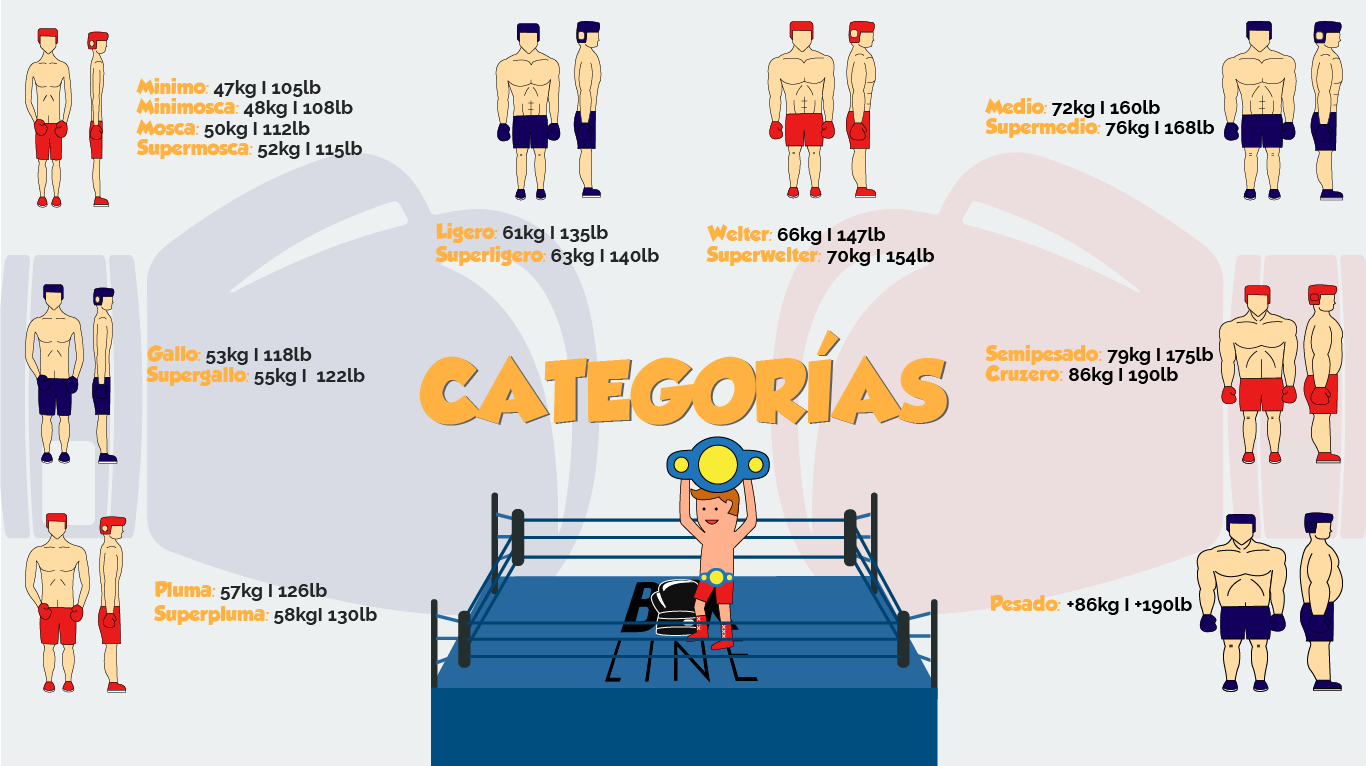 Minimo: 47kg I 105lb
Minimosca: 48kg I 108lb
Mosca: 50kg I 112lb
Supermosca: 52kg I 115lb
Ligero: 61kg I 135lb
Superligero: 63kg I 140lb
Welter: 66kg I 147lb
Superwelter: 70kg I 154lb
Medio: 72kg I 160lb
Supermedio: 76kg I 168lb
Gallo: 53kg I 118lb
Supergallo: 55kg I 122lb
CATEGORÍAS
Semipesado: 79kg I 175lb
Cruzero: 86kg I 190lb
Pluma: 57kg I 126lb
Superpluma: 58kgI 130lb
Pesado: +86kg I +190lb
LINE